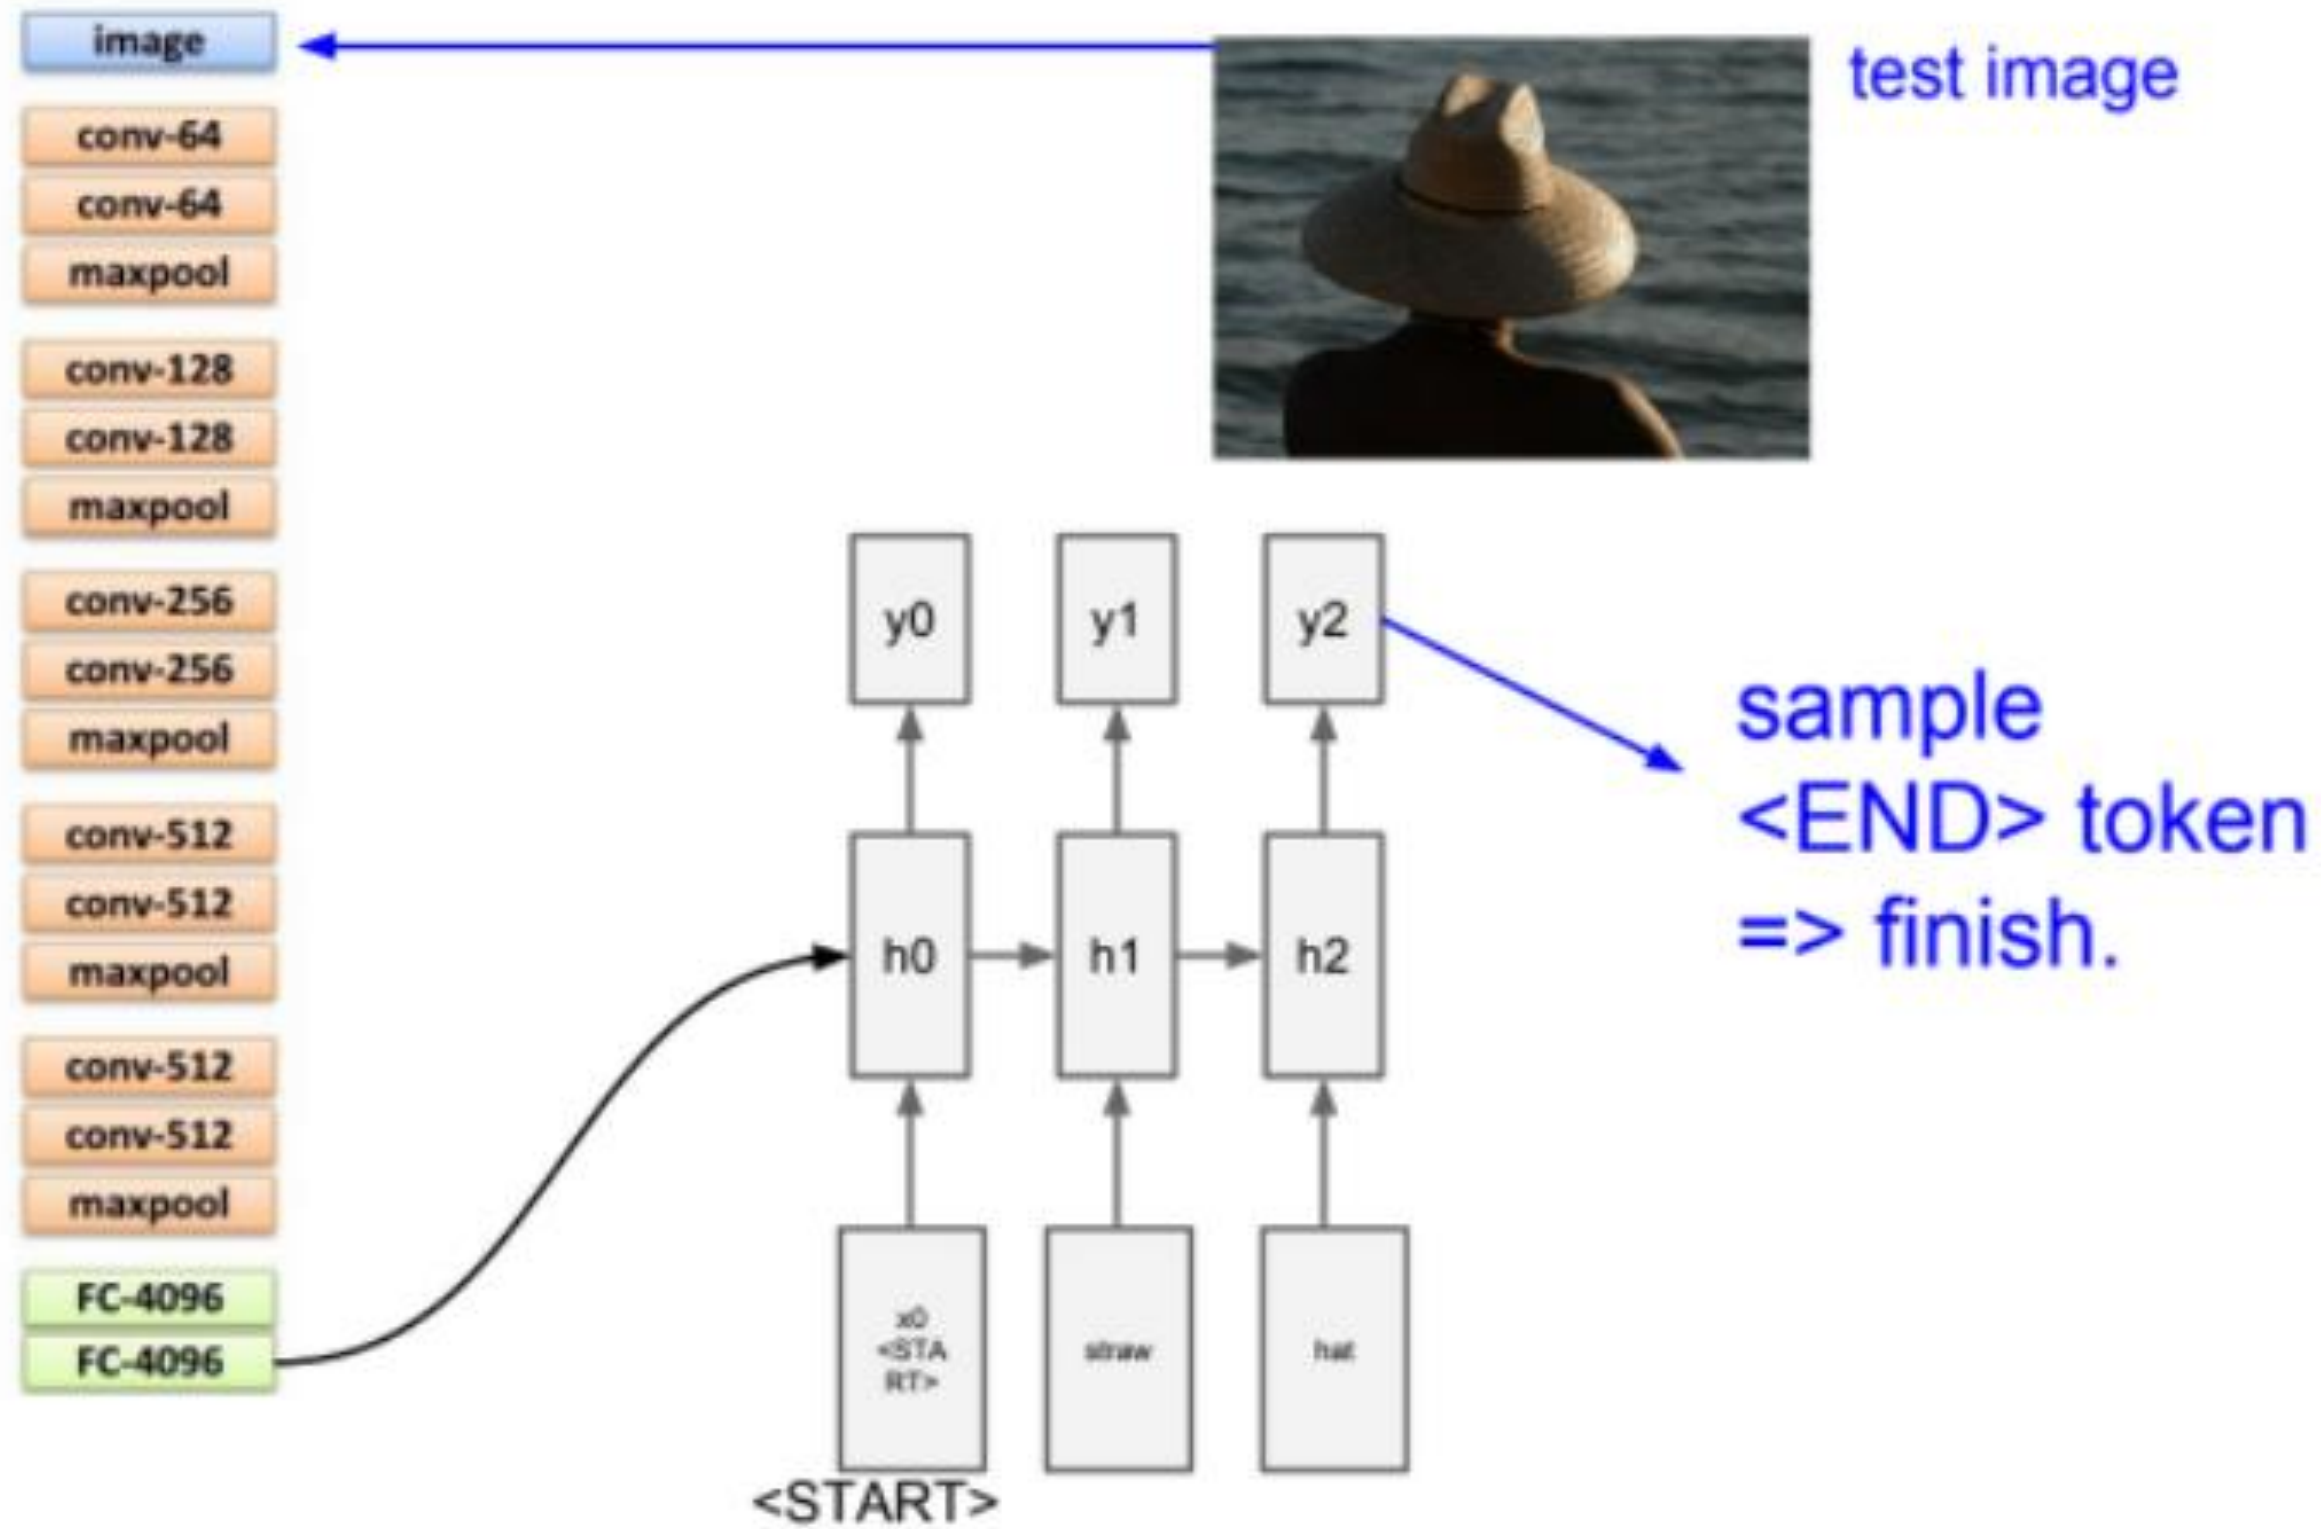 image
conv-64
conv-64
maxpool
conv-128
conv-128
maxpool
conv-256
conv-256
maxpool
conv-512
conv-512
maxpool
conv-512
conv-512
maxpool
FC-4096
FC-4096
test image
y0
y1
y2
sample
<END> token
=> finish.
h0
h1
h2
x0
<STA
RT>
straw
hat
<START>